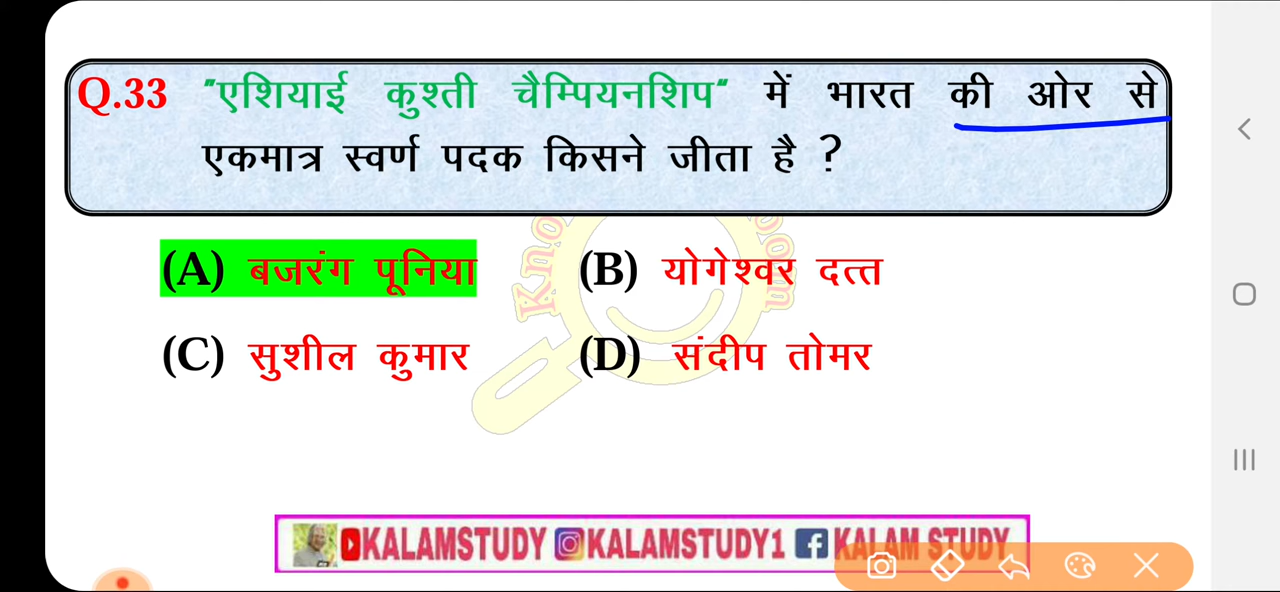 Q.33 "एशियाई कुश्ती चैम्पियनशिप" में भारत की ओर से
एकमात्र स्वर्ण पदक किसने जीता है ?
(A) बजरंग पूनिया (B) योगेश्वर दत्त
(C) सुशील कुमार (D) संदीप तोमर
KALAMSTUDY KALAMSTUDY1 KALAM STUDY